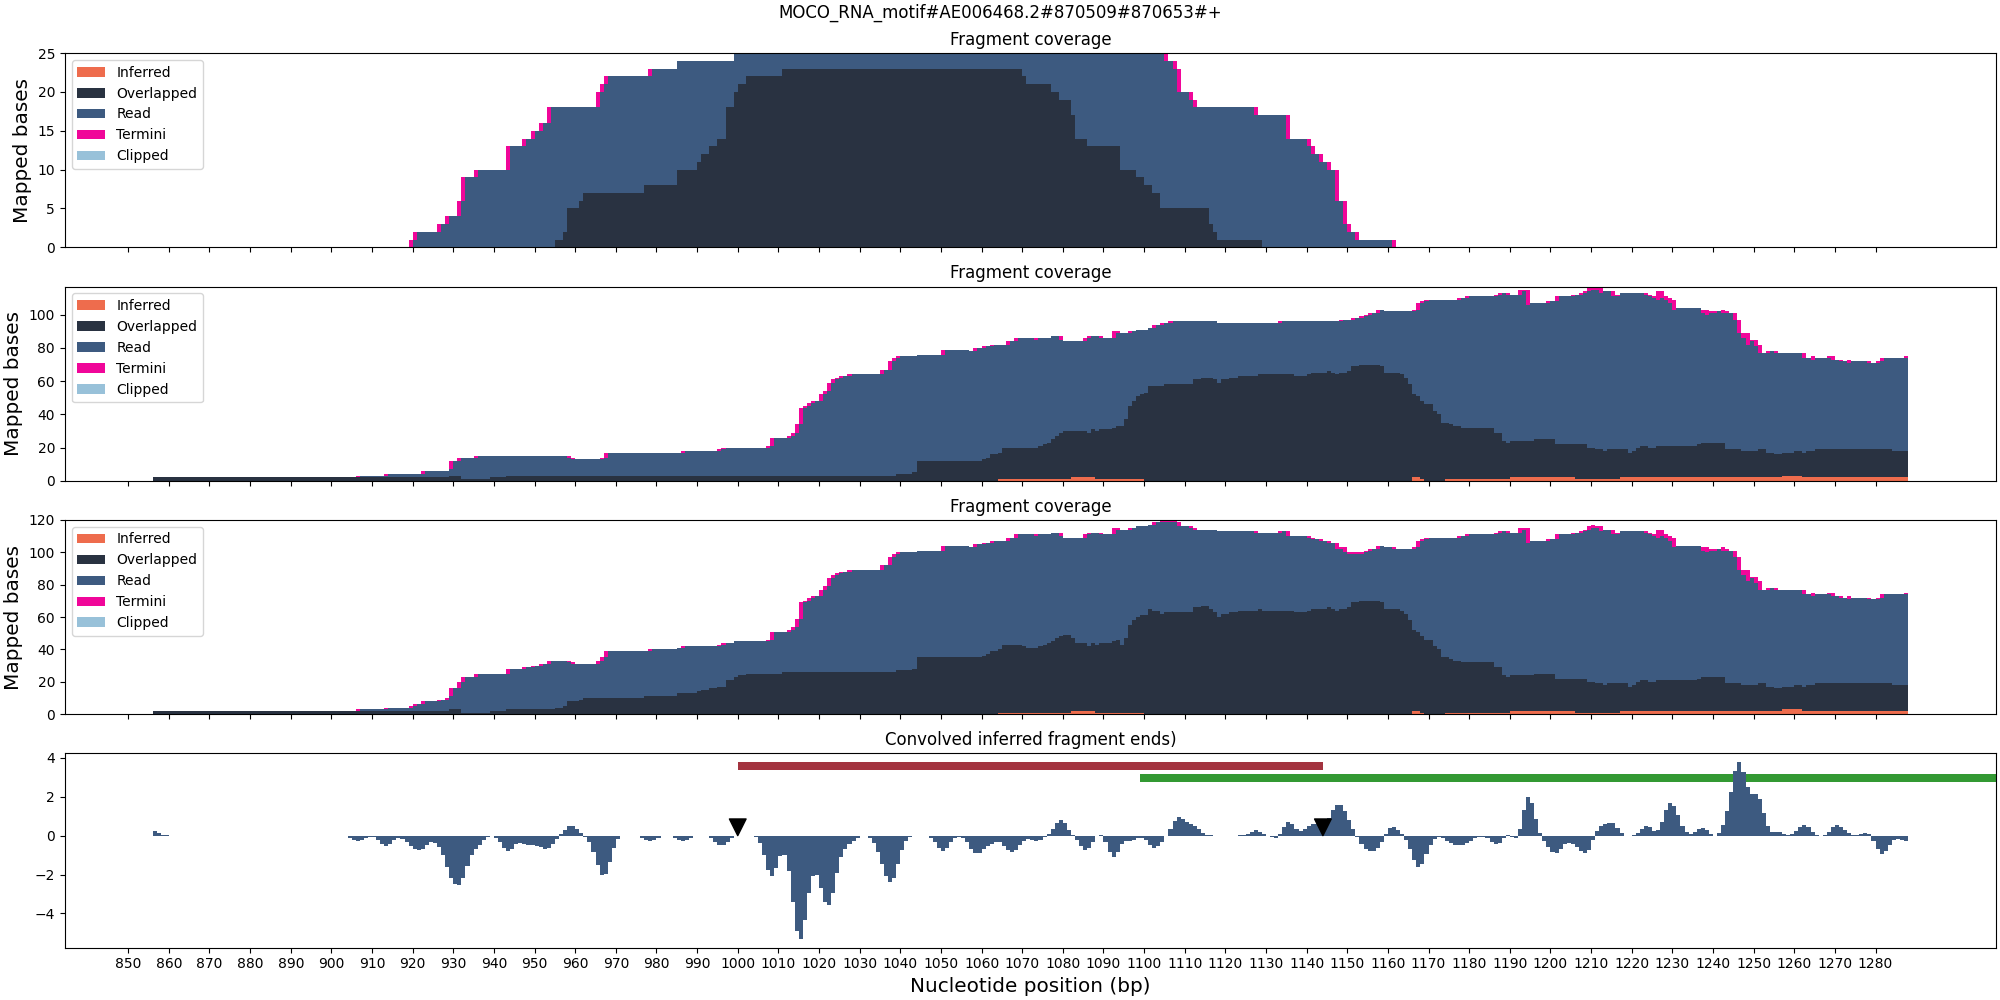 MOCO_RNA_motif#AE006468.2#870509#870653#+
Fragment coverage
Mapped bases
25
20
15
10
5
0
Inferred
Overlapped
Read
Termini
Clipped
Fragment coverage
Mapped bases
100
80
60
40
20
0
Inferred
Overlapped
Read
Termini
Clipped
Fragment coverage
Mapped bases
120
100
80
60
40
20
0
Inferred
Overlapped
Read
Termini
Clipped
Convolved inferred fragment ends)
4
2
0
−2
−4
850 860 870 880 890 900 910 920 930 940 950 960 970 980 990 1000 1010 1020 1030 1040 1050 1060 1070 1080 1090 1100 1110 1120 1130 1140 1150 1160 1170 1180 1190 1200 1210 1220 1230 1240 1250 1260 1270 1280
Nucleotide position (bp)